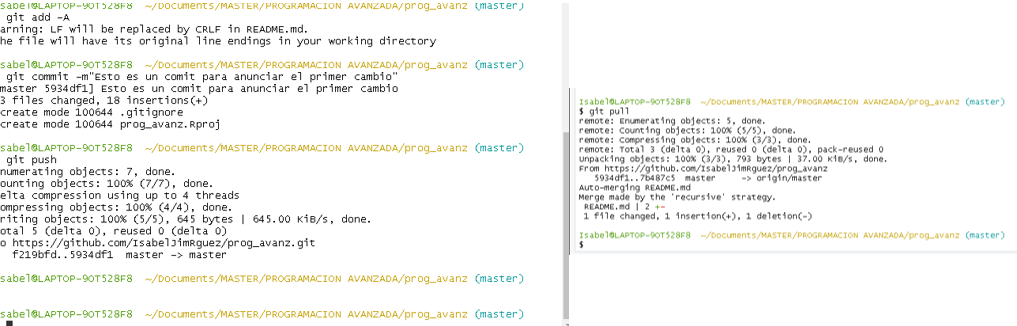 sabel@LAPTOP-9OT528F8 ~/Documents/MASTER/PROGRAMACION AVANZADA/prog_avanz (master)
git add -A
arning: LF will be replaced by CRLF in README.md.
he file will have its original line endings in your working directory
sabel@LAPTOP-9OT528F8 ~/Documents/MASTER/PROGRAMACION AVANZADA/prog_avanz (master)
git commit -m"Esto es un comit para anunciar el primer cambio"
master 5934df1] Esto es un comit para anunciar el primer cambio
3 files changed, 18 insertions(+)
create mode 100644 .gitignore
create mode 100644 prog_avanz.Rproj
sabel@LAPTOP-9OT528F8 ~/Documents/MASTER/PROGRAMACION AVANZADA/prog_avanz (master)
git push
numerating objects: 7, done.
ounting objects: 100% (7/7), done.
elta compression using up to 4 threads
ompressing objects: 100% (4/4), done.
riting objects: 100% (5/5), 645 bytes | 645.00 KiB/s, done.
otal 5 (delta 0), reused 0 (delta 0)
o https://github.com/IsabelJimRguez/prog_avanz.git
f219bfd..5934df1 master -> master
sabel@LAPTOP-9OT528F8 ~/Documents/MASTER/PROGRAMACION AVANZADA/prog_avanz (master)
sabel@LAPTOP-9OT528F8 ~/Documents/MASTER/PROGRAMACION AVANZADA/prog_avanz (master)
Isabel@LAPTOP-9OT528F8 ~/Documents/MASTER/PROGRAMACION AVANZADA/prog_avanz (master)
$ git pull
remote: Enumerating objects: 5, done.
remote: Counting objects: 100% (5/5), done.
remote: Compressing objects: 100% (3/3), done.
remote: Total 3 (delta 0), reused 0 (delta 0), pack-reused 0
Unpacking objects: 100% (3/3), 793 bytes | 37.00 KiB/s, done.
From https://github.com/IsabelJimRguez/prog_avanz
5934df1..7b487c5 master -> origin/master
Auto-merging README.md
Merge made by the 'recursive' strategy.
README.md | 2 +-
1 file changed, 1 insertion(+), 1 deletion(-)
Isabel@LAPTOP-9OT528F8 ~/Documents/MASTER/PROGRAMACION AVANZADA/prog_avanz (master)
$